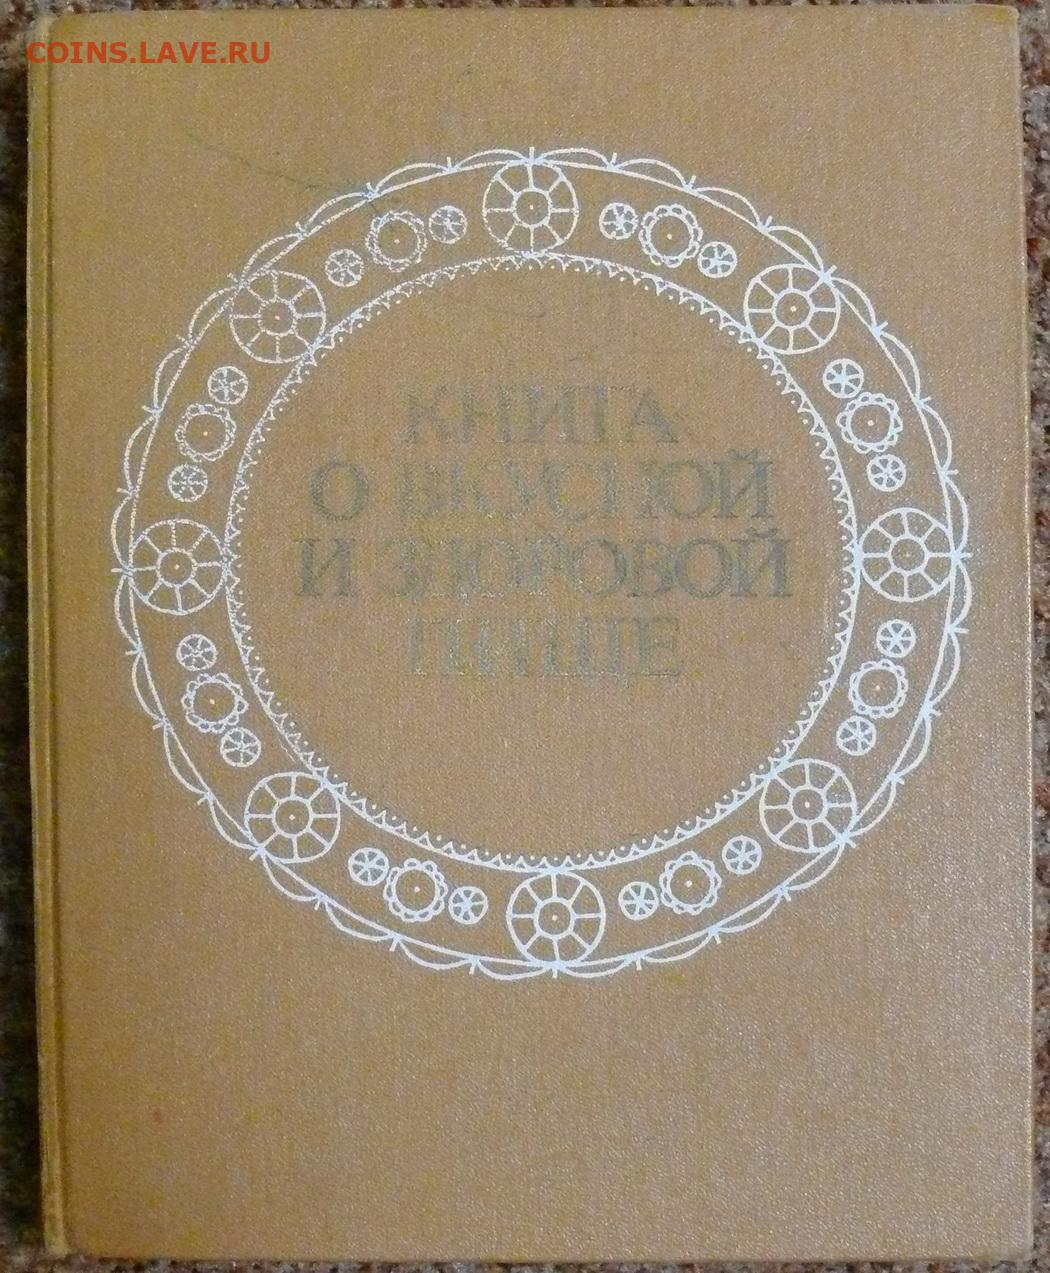 COINS.LAVE.RU
КНИГА
О ВКУСНОЙ
И ЗДОРОВОЙ
ПИЩЕ